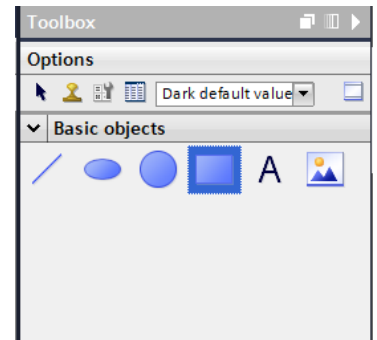 Toolbox
Options
Dark default value
Basic objects
A